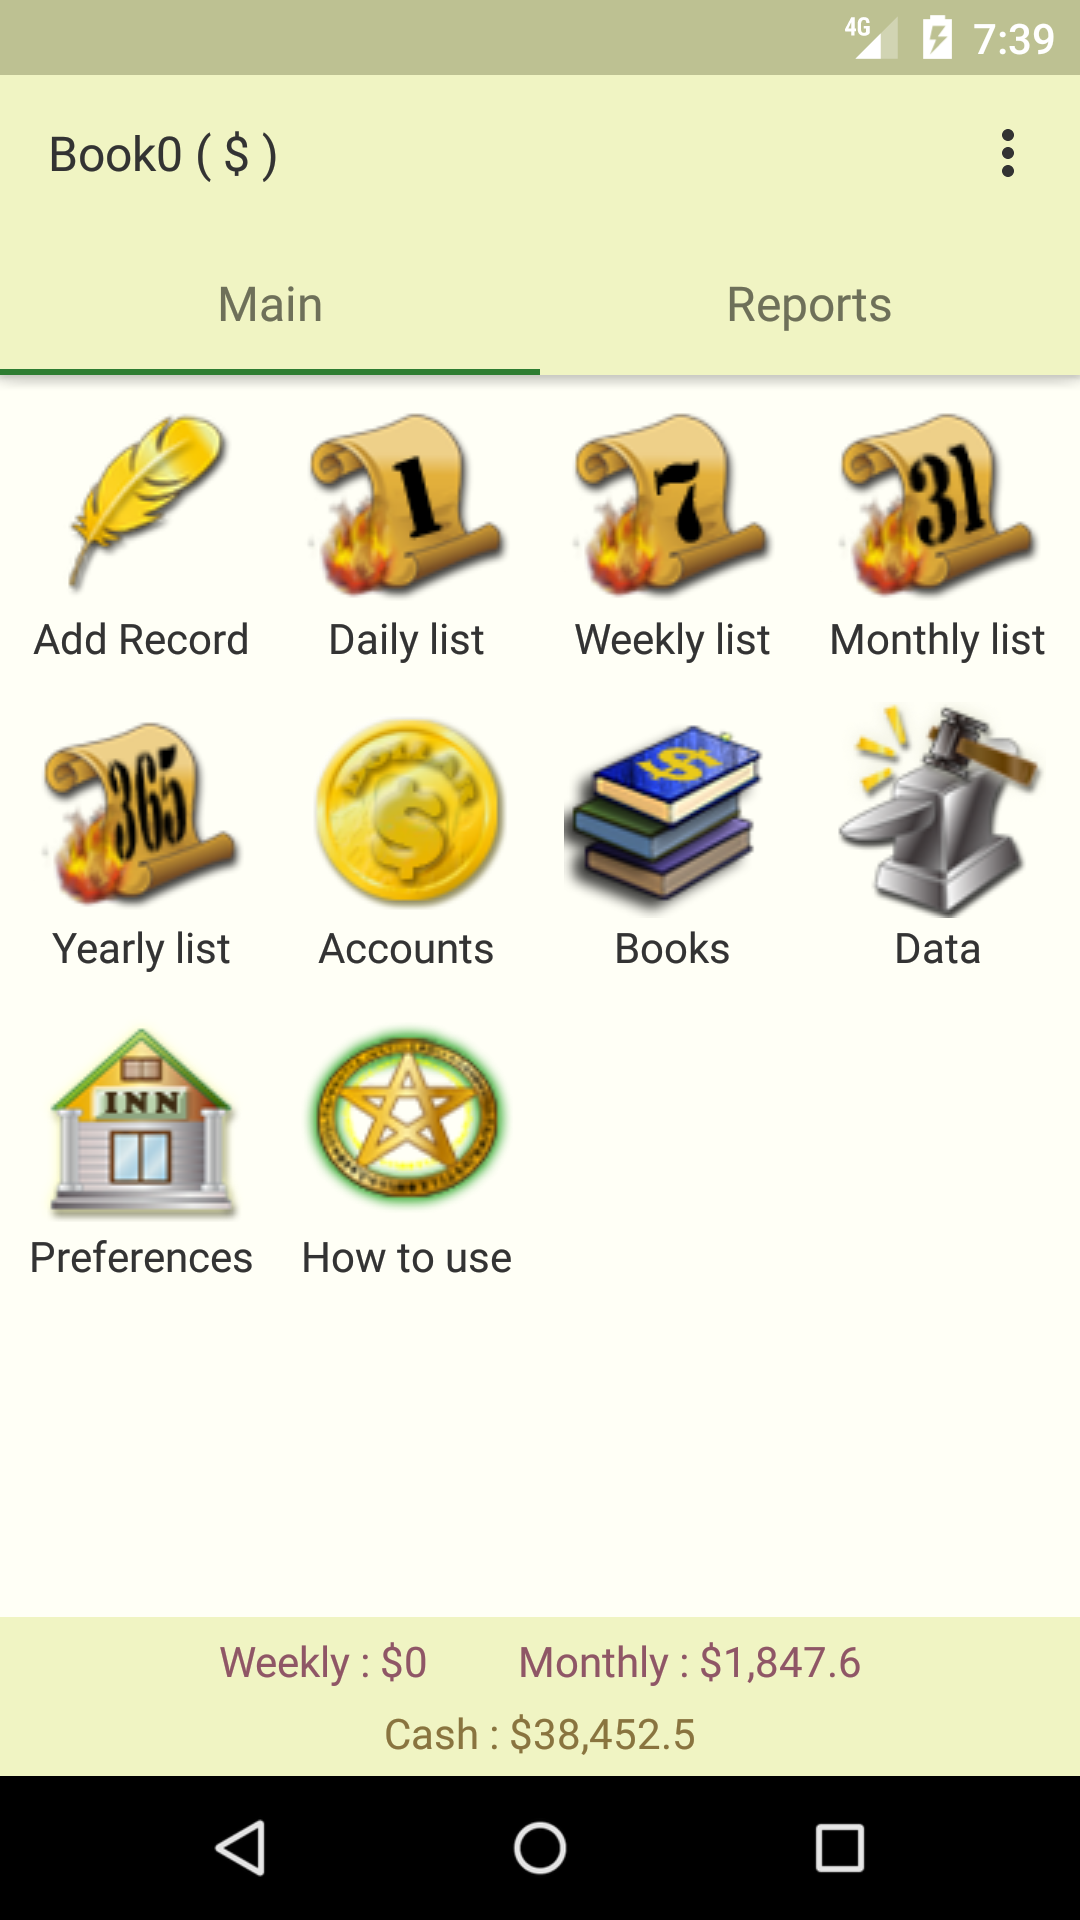 4G 7:39
Book0 ( $ )
Main Reports
1 7 31
Add Record Daily list Weekly list Monthly list
365 DOLLAR $ $
Yearly list Accounts Books Data
INN
Preferences How to use
Weekly : $0 Monthly : $1,847.6
Cash : $38,452.5